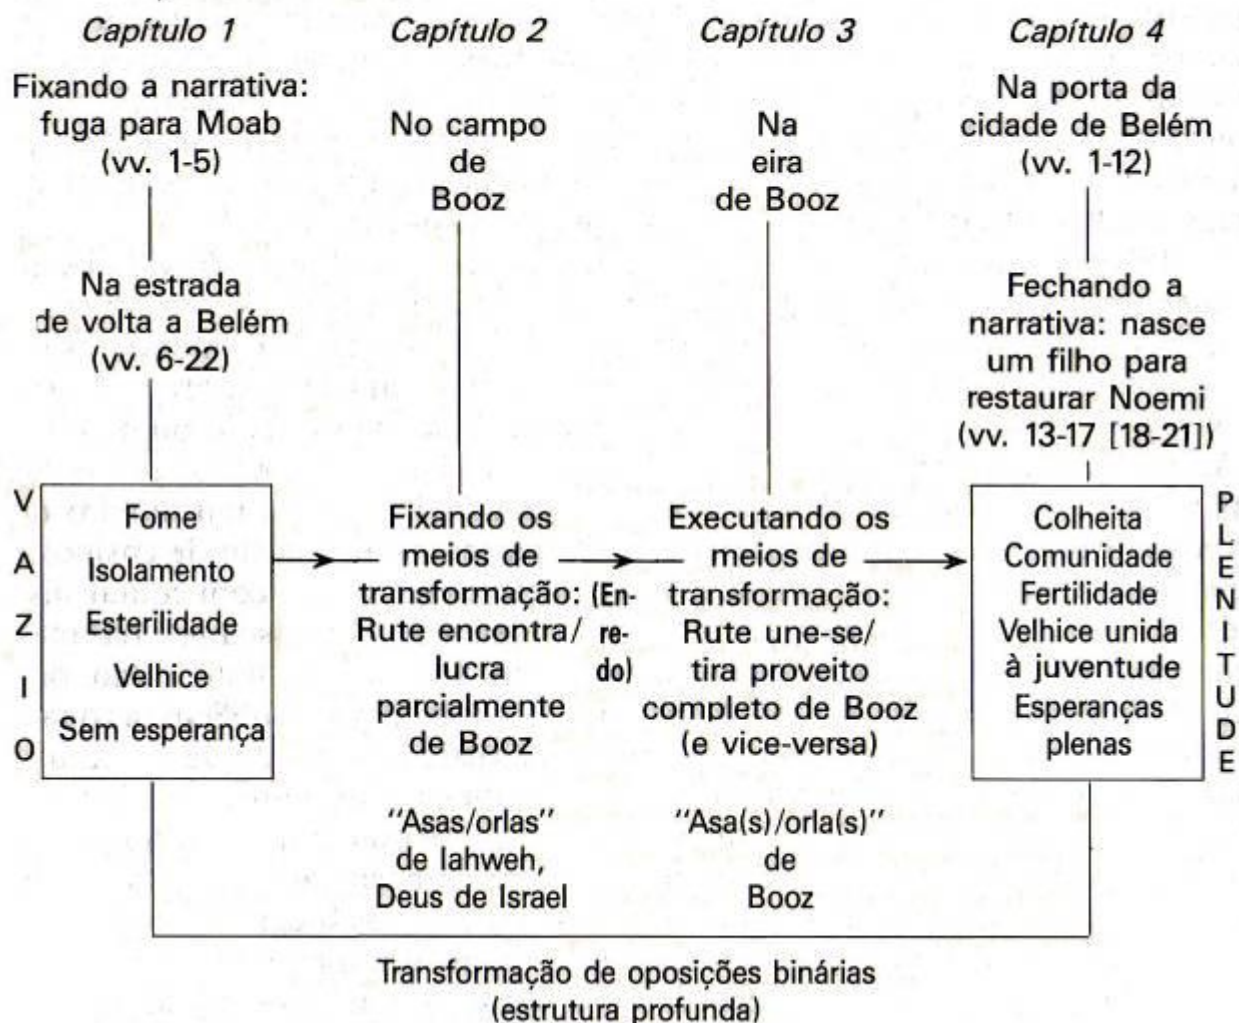 Capítulo 1
Capítulo 2
Capítulo 3
Capítulo 4
Fixando a narrativa:
fuga para Moab
(vv. 1-5)
Na estrada
de volta a Belém
(vv. 6-22)
No campo
de
Booz
Na
eira
de Booz
Na porta da
cidade de Belém
(vv. 1-12)
Fechando a
narrativa: nasce
um filho para
restaurar Noemi
(vv. 13-17 [18-21])
VAZIO
Fome
Isolamento
Esterilidade
Velhice
Sem esperança
Fixando os
meios de
transformação:
Rute encontra/
lucra
parcialmente
de Booz
(En-
re-
do)
Executando os
meios de
transformação:
Rute une-se/
tira proveito
completo de Booz
(e vice-versa)
Colheita
Comunidade
Fertilidade
Velhice unida
à juventude
Esperanças
plenas
PLENITUDE
"Asas/orlas"
de Iahweh,
Deus de Israel
"Asa(s)/orla(s)"
de
Booz
Transformação de oposições binárias
(estrutura profunda)